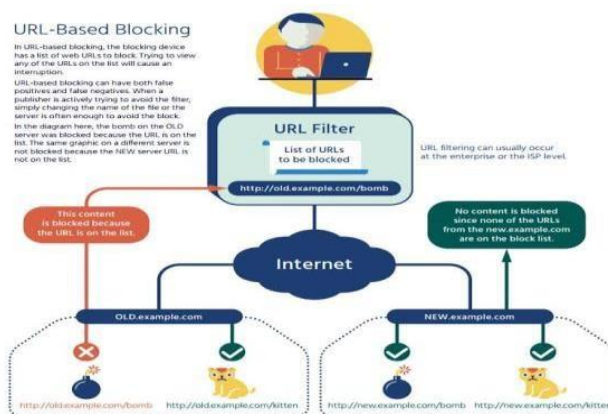 URL-Based Blocking
In URL-based blocking, the blocking device
has a list of web URLs to block. Trying to view
any of the URLs on the list will cause an
interruption.
URL-based blocking can have both false
positives and false negatives. When a
publisher is actively trying to avoid the filter,
simply changing the name of the file or the
server is often enough to avoid the block.
In the diagram here, the bomb on the OLD
server was blocked because the URL is on the
list. The same graphic on a different server is
not blocked because the NEW server URL is
not on the list.
URL Filter
List of URLs
to be blocked
http://old.example.com/bomb
URL filtering can usually occur
at the enterprise or the ISP level.
This content
is blocked because
the URL is on the list.
No content is blocked
since none of the URLs
from the new.example.com
are on the block list.
Internet
OLD.example.com
NEW.example.com
http://old.example.com/bomb
http://old.example.com/kitten
http://new.example.com/bomb
http://new.example.com/kitten